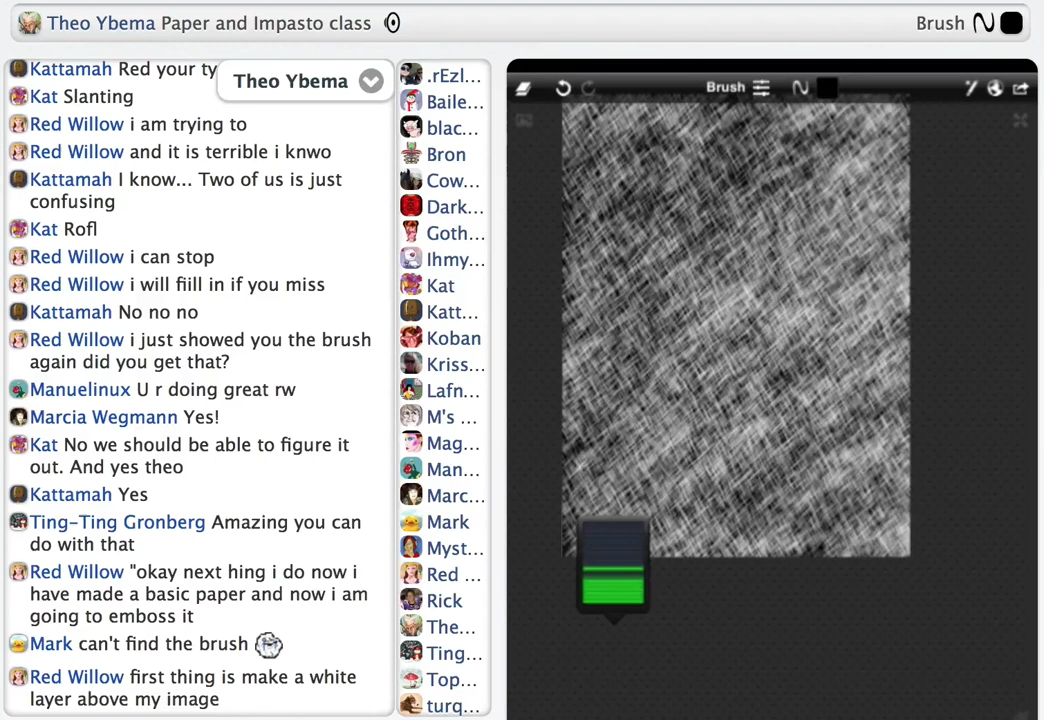 Theo Ybema Paper and Impasto class
Brush
Kattamah Red your ty
Theo Ybema
Kat Slanting
Red Willow i am trying to
Red Willow and it is terrible i knwo
Kattamah I know... Two of us is just
confusing
Kat Rofl
Red Willow i can stop
Red Willow i will fiill in if you miss
Kattamah No no no
Red Willow i just showed you the brush
again did you get that?
Manuelinux U r doing great rw
Marcia Wegmann Yes!
Kat No we should be able to figure it
out. And yes theo
Kattamah Yes
Ting-Ting Gronberg Amazing you can
do with that
Red Willow "okay next hing i do now i
have made a basic paper and now i am
going to emboss it
Mark can't find the brush
Red Willow first thing is make a white
layer above my image
.rEzl...
Baile...
blac...
Bron
Cow...
Dark...
Goth...
Ihmy...
Kat
Katt...
Koban
Kriss...
Lafn...
M's ...
Mag...
Man...
Marc...
Mark
Myst...
Red ...
Rick
The...
Ting...
Top...
turq...
Brush